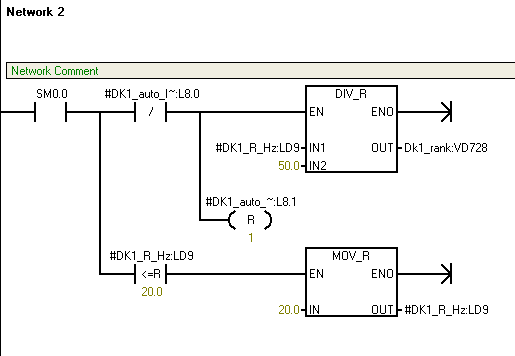 Network 2
Network Comment
SM0.0
#DK1_auto_I~:L8.0
/
DIV_R
EN
ENO
#DK1_R_Hz:LD9
IN1
OUT
Dk1_rank:VD728
50.0
IN2
#DK1_auto_~:L8.1
R
1
#DK1_R_Hz:LD9
<=R
20.0
MOV_R
EN
ENO
20.0
IN
OUT
#DK1_R_Hz:LD9